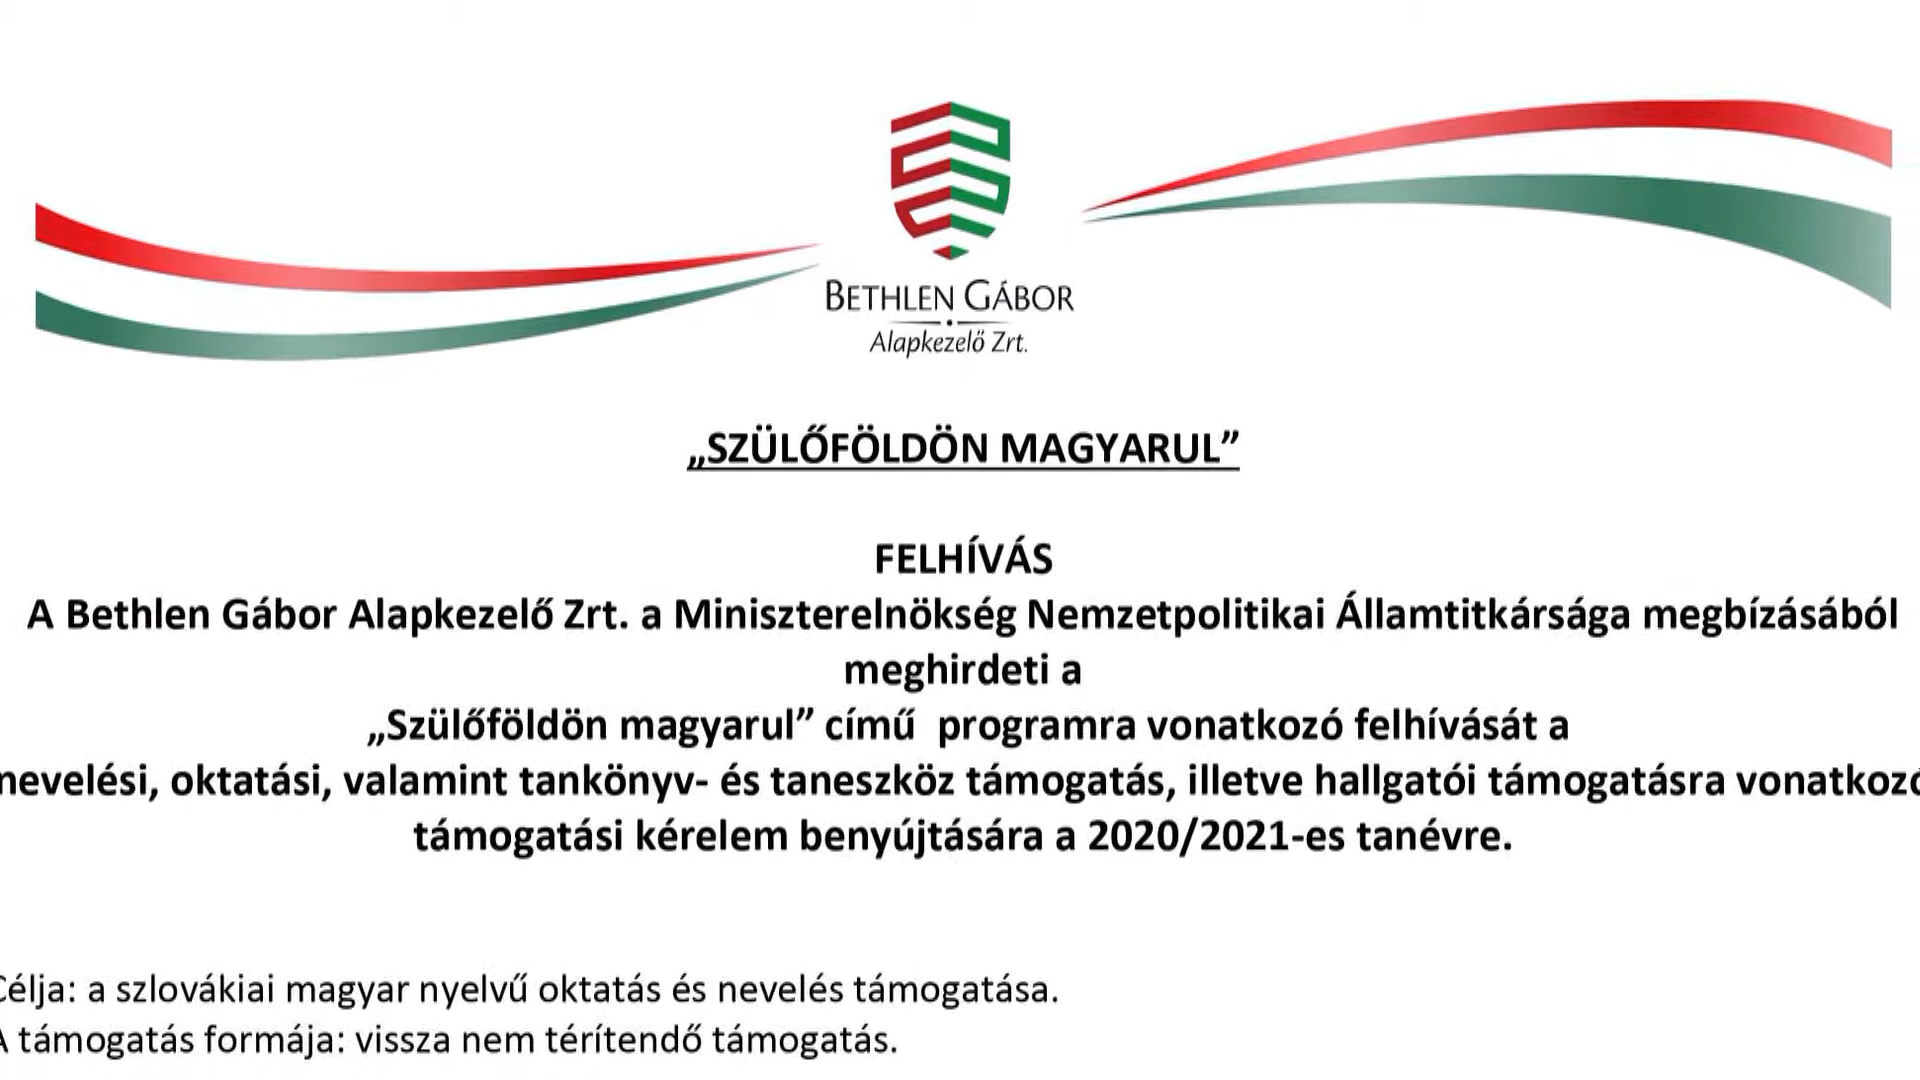 BETHLEN GÁBOR
Alapkezelő Zrt.
„SZÜLŐFÖLDÖN MAGYARUL”
FELHÍVÁS
A Bethlen Gábor Alapkezelő Zrt. a Miniszterelnökség Nemzetpolitikai Államtitkársága megbízásából
meghirdeti a
„Szülőföldön magyarul” című  programra vonatkozó felhívását a
nevelési, oktatási, valamint tankönyv- és taneszköz támogatás, illetve hallgatói támogatásra vonatkozó
támogatási kérelem benyújtására a 2020/2021-es tanévre.
Célja: a szlovákiai magyar nyelvű oktatás és nevelés támogatása.
A támogatás formája: vissza nem térítendő támogatás.